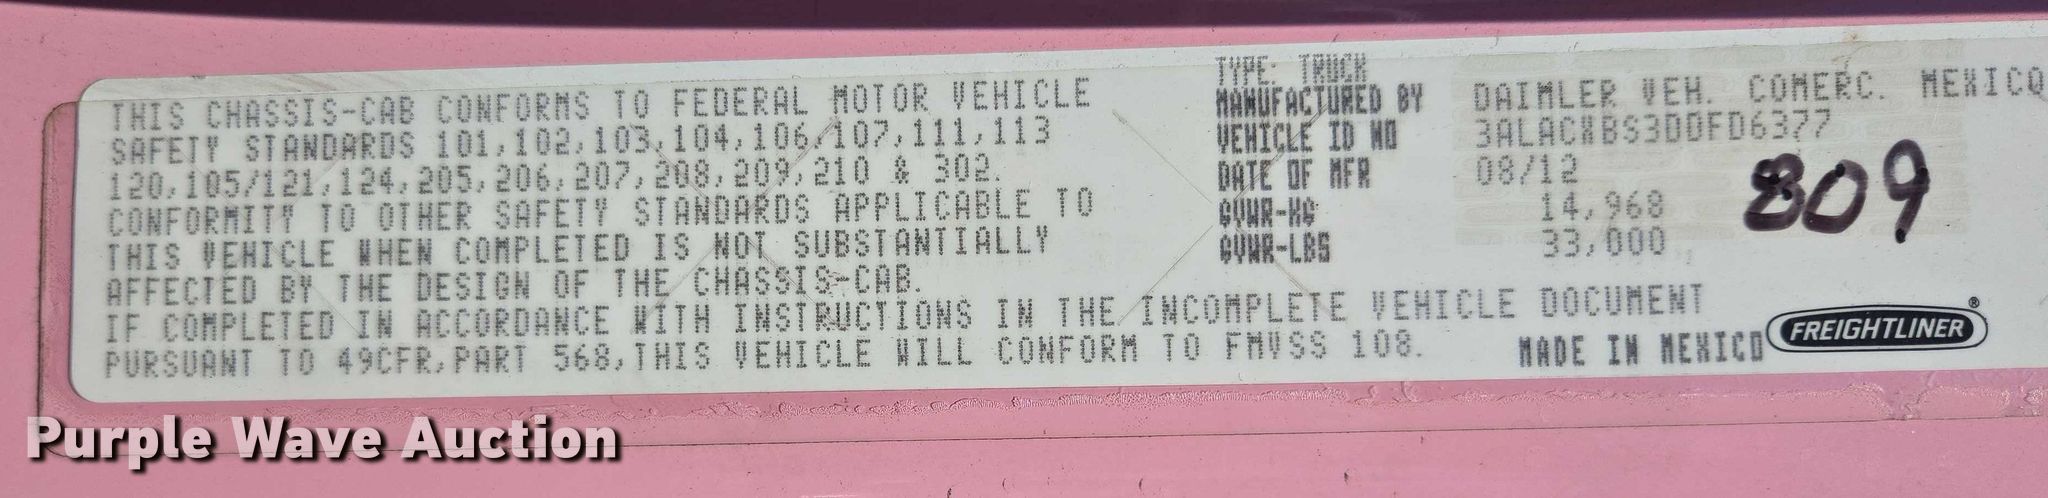 THIS CHASSIS-CAB CONFORMS TO FEDERAL MOTOR VEHICLE
SAFETY STANDARDS 101,102,103,104,106,107,111,113
120,105/121,124,205,206,207,208,209,210 & 302.
CONFORMITY TO OTHER SAFETY STANDARDS APPLICABLE TO
THIS VEHICLE WHEN COMPLETED IS NOT SUBSTANTIALLY
AFFECTED BY THE DESIGN OF THE CHASSIS-CAB.
IF COMPLETED IN ACCORDANCE WITH INSTRUCTIONS IN THE INCOMPLETE VEHICLE DOCUMENT
PURSUANT TO 49CFR,PART 568,THIS VEHICLE WILL CONFORM TO FMVSS 108.
TYPE: TRUCK
MANUFACTURED BY DAIMLER VEH. COMERC. MEXICO
VEHICLE ID NO 3ALACXBS3DDFD6377
DATE OF MFR 08/12
GVWR-KG 14,968
GVWR-LBS 33,000
809
MADE IN MEXICO
FREIGHTLINER®
Purple Wave Auction